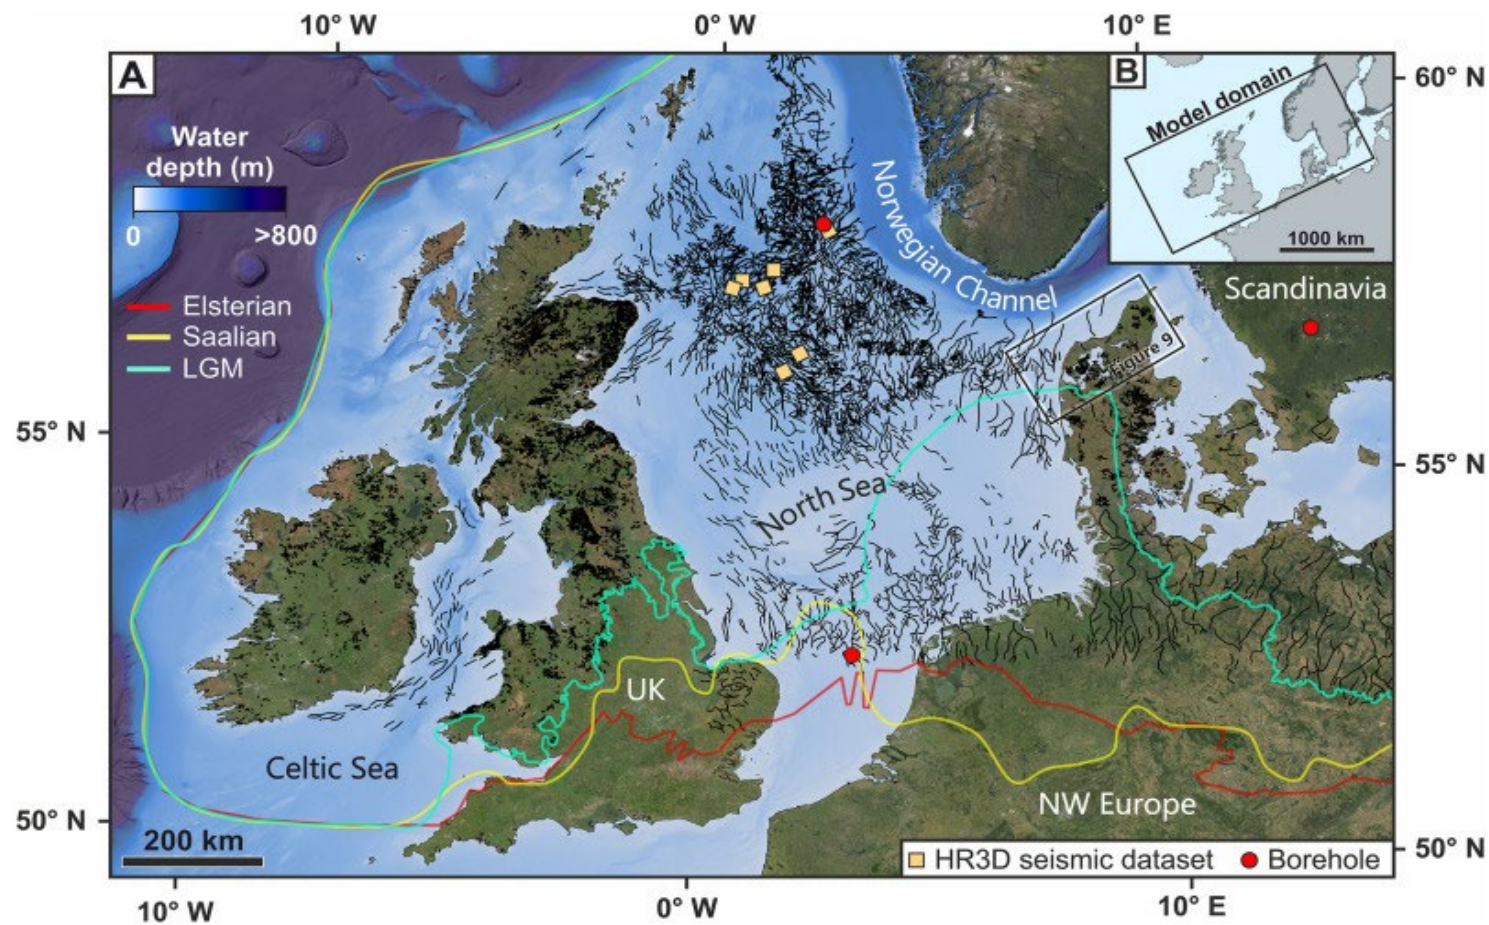 10° W
0° W
10° E
A
B
60° N
Model domain
1000 km
Water
depth (m)
0
>800
Elsterian
Saalian
LGM
Norwegian Channel
Scandinavia
Figure 9
55° N
55° N
North Sea
UK
Celtic Sea
NW Europe
50° N
50° N
200 km
HR3D seismic dataset
Borehole
10° W
0° W
10° E